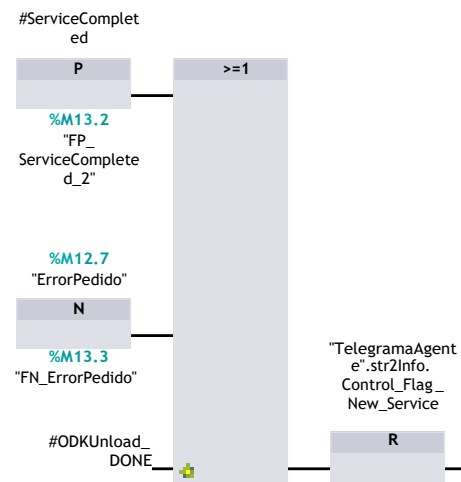 #ServiceComplet
ed
P
>=1
%M13.2
"FP_
ServiceComplete
d_2"
%M12.7
"ErrorPedido"
N
%M13.3
"FN_ErrorPedido"
"TelegramaAgent
e".str2Info.
Control_Flag_
New_Service
#ODKUnload_
DONE
R